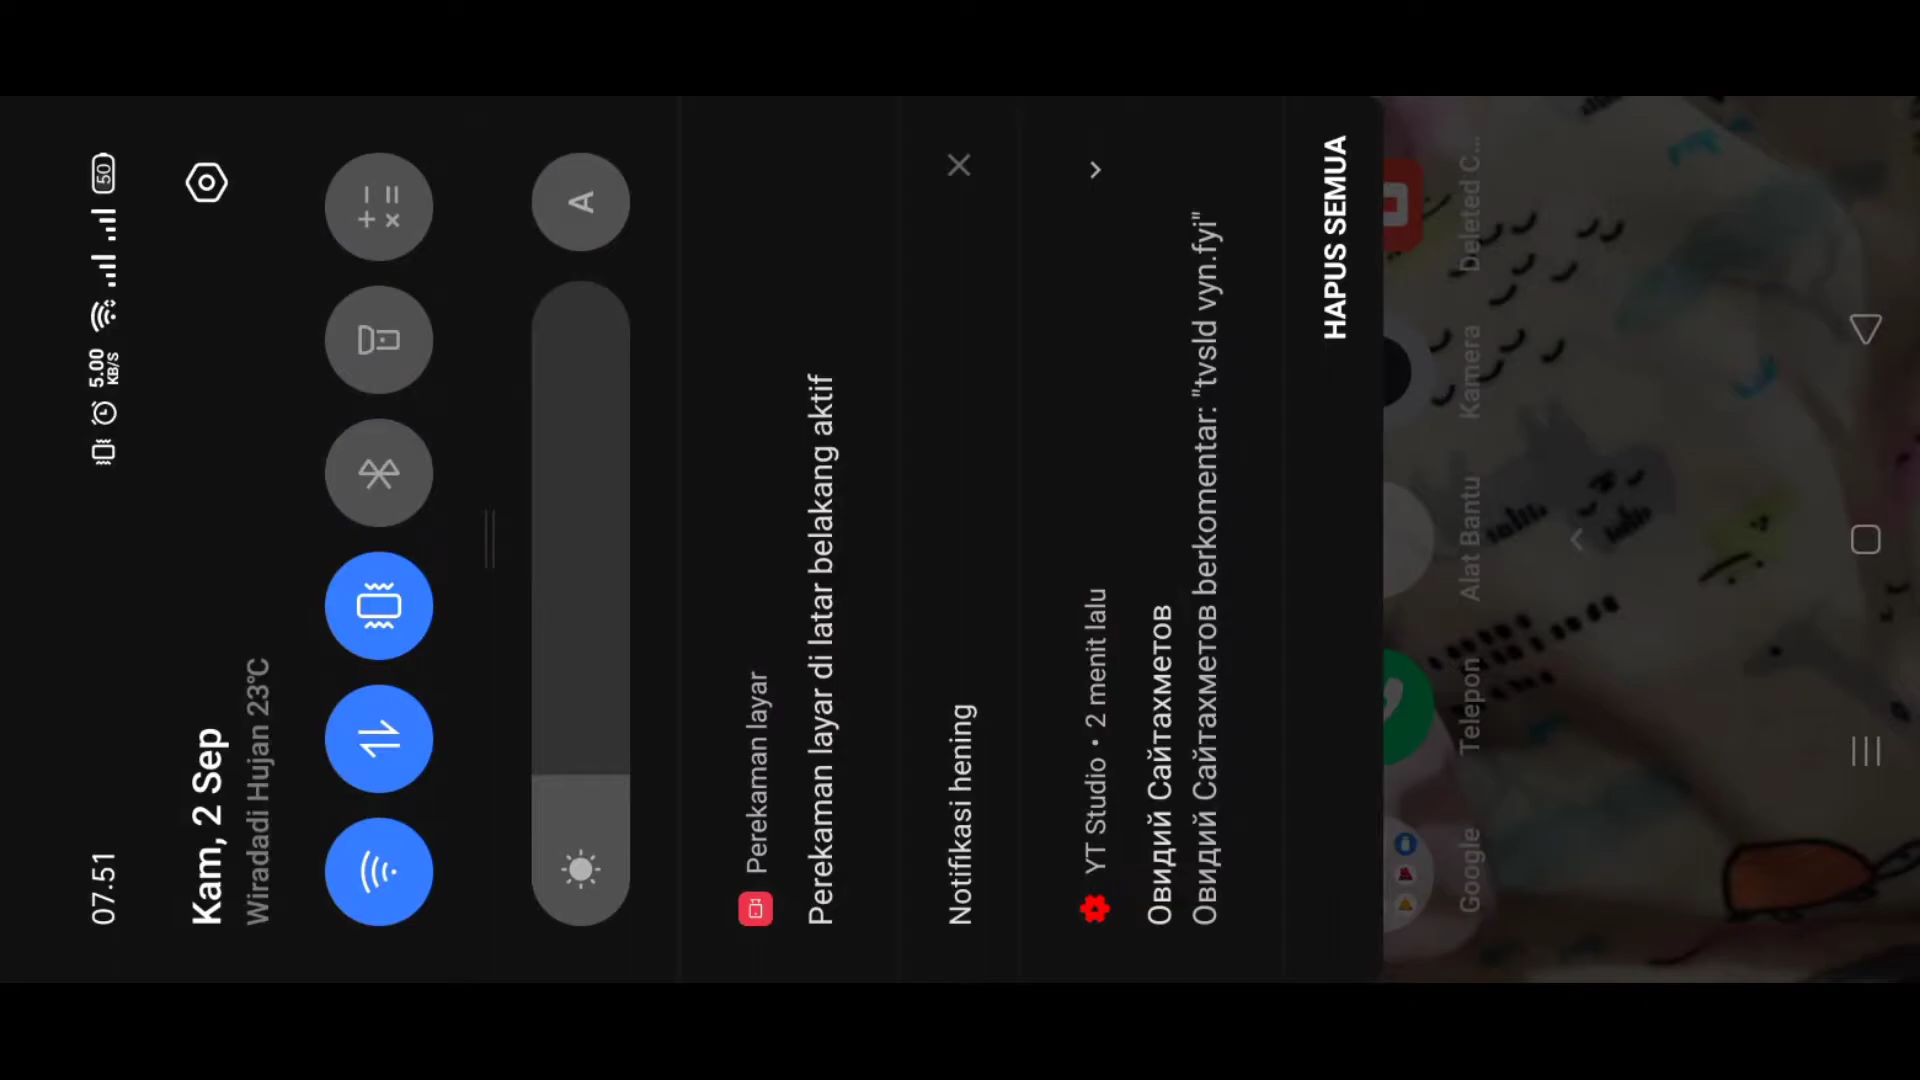 07.51
5.00
KB/S
50
Kam, 2 Sep
Wiradadi Hujan 23°C
A
Perekaman layar
Perekaman layar di latar belakang aktif
Notifikasi hening
YT Studio • 2 menit lalu
Овидий Сайтахметов
Овидий Сайтахметов berkomentar: "tvsld vyn.fyi"
HAPUS SEMUA
Google
Telepon
Alat Bantu
Kamera
Deleted C...